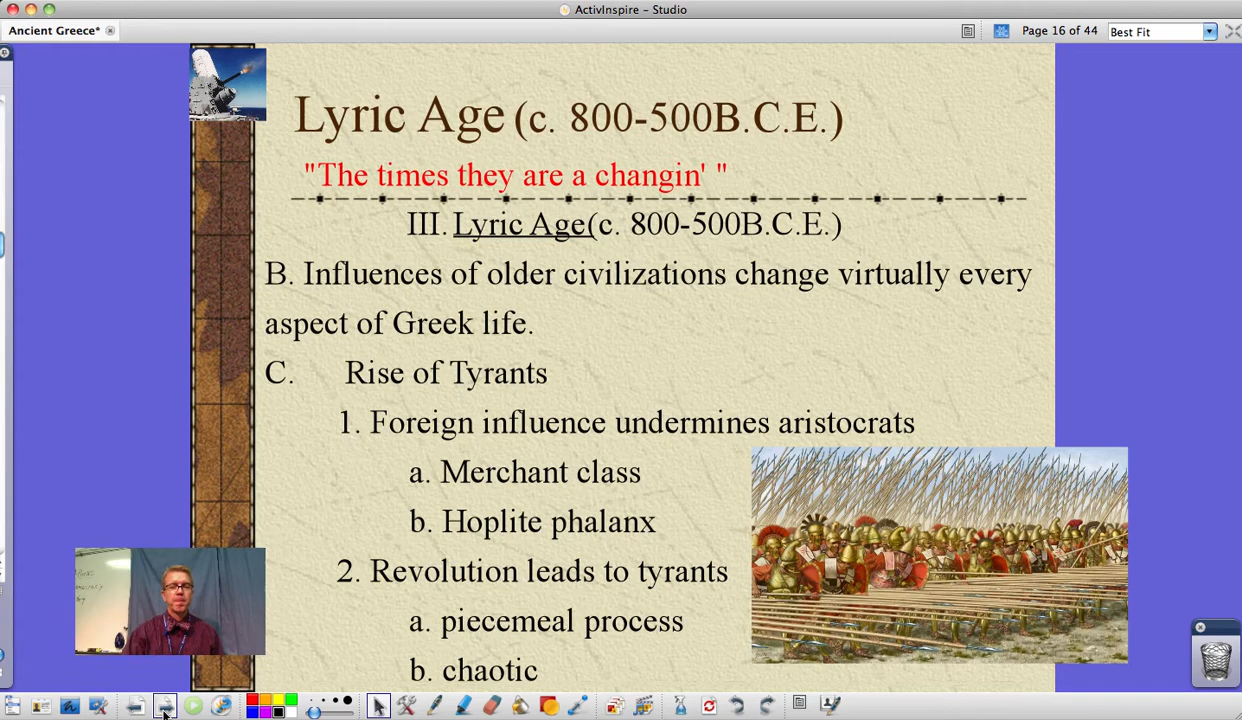 ActivInspire – Studio
Ancient Greece*
Page 16 of 44
Best Fit
Lyric Age (c. 800-500B.C.E.)
"The times they are a changin' "
III. Lyric Age(c. 800-500B.C.E.)
B. Influences of older civilizations change virtually every
aspect of Greek life.
C. Rise of Tyrants
1. Foreign influence undermines aristocrats
a. Merchant class
b. Hoplite phalanx
2. Revolution leads to tyrants
a. piecemeal process
b. chaotic